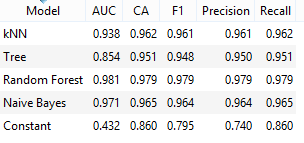 Model AUC CA F1 Precision Recall
kNN 0.938 0.962 0.961 0.961 0.962
Tree 0.854 0.951 0.948 0.950 0.951
Random Forest 0.981 0.979 0.979 0.979 0.979
Naive Bayes 0.971 0.965 0.964 0.964 0.965
Constant 0.432 0.860 0.795 0.740 0.860